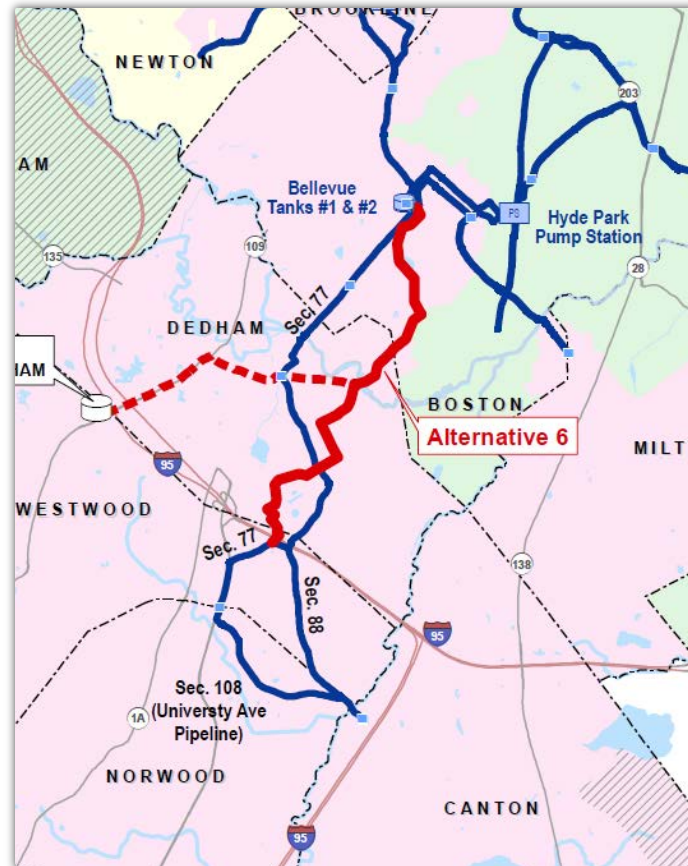 BROOKLINE
NEWTON
203
AM
Bellevue
Tanks #1 & #2
PS
Hyde Park
Pump Station
135
109
28
Sec. 77
DEDHAM
HAM
BOSTON
Alternative 6
MILT
95
WESTWOOD
Sec. 77
138
Sec. 88
95
Sec. 108
(Universty Ave
Pipeline)
1A
NORWOOD
CANTON
95